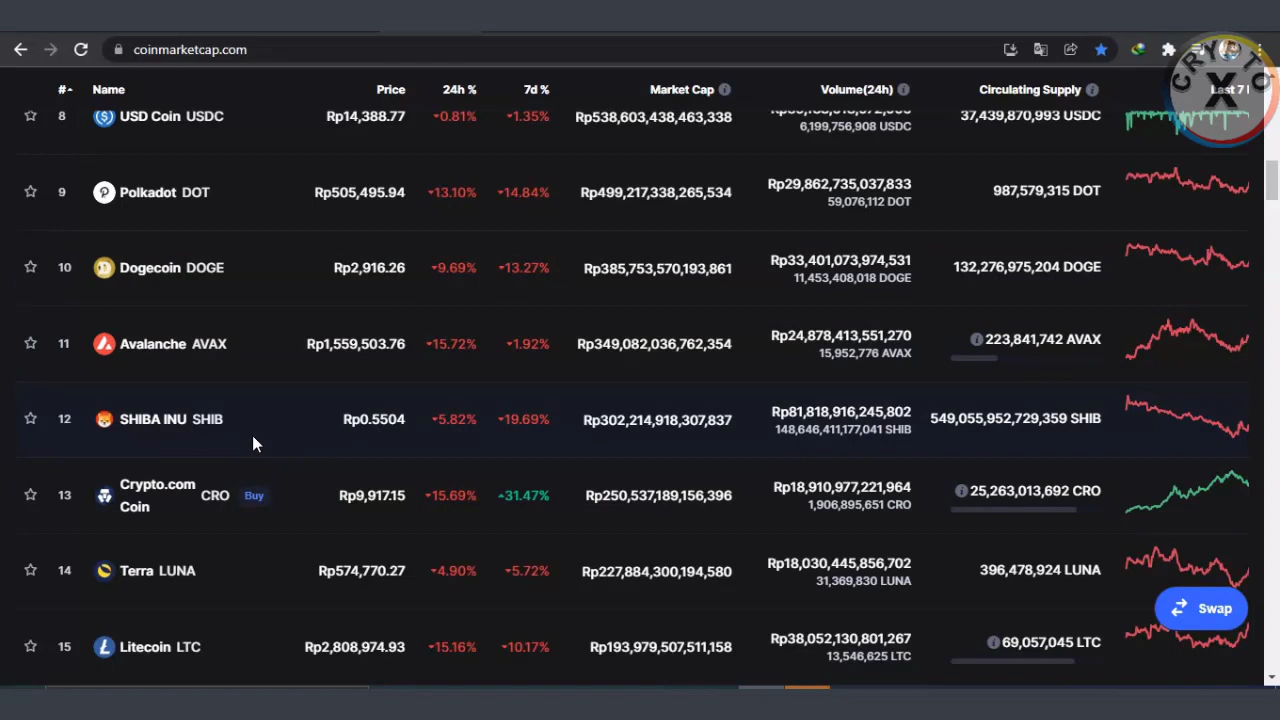 coinmarketcap.com
CRYPTO
X
# Name Price 24h % 7d % Market Cap Volume(24h) Circulating Supply Last 7
8 USD Coin USDC Rp14,388.77 0.81% 1.35% Rp538,603,438,463,338 37,439,870,993 USDC
6,199,756,908 USDC
9 Polkadot DOT Rp505,495.94 13.10% 14.84% Rp499,217,338,265,534 Rp29,862,735,037,833 987,579,315 DOT
59,076,112 DOT
10 Dogecoin DOGE Rp2,916.26 9.69% 13.27% Rp385,753,570,193,861 Rp33,401,073,974,531 132,276,975,204 DOGE
11,453,408,018 DOGE
11 Avalanche AVAX Rp1,559,503.76 15.72% 1.92% Rp349,082,036,762,354 Rp24,878,413,551,270 223,841,742 AVAX
15,952,776 AVAX
12 SHIBA INU SHIB Rp0.5504 5.82% 19.69% Rp302,214,918,307,837 Rp81,818,916,245,802 549,055,952,729,359 SHIB
148,646,411,177,041 SHIB
13 Crypto.com Coin CRO Buy Rp9,917.15 15.69% 31.47% Rp250,537,189,156,396 Rp18,910,977,221,964 25,263,013,692 CRO
1,906,895,651 CRO
14 Terra LUNA Rp574,770.27 4.90% 5.72% Rp227,884,300,194,580 Rp18,030,445,856,702 396,478,924 LUNA
31,369,830 LUNA
Swap
15 Litecoin LTC Rp2,808,974.93 15.16% 10.17% Rp193,979,507,511,158 Rp38,052,130,801,267 69,057,045 LTC
13,546,625 LTC